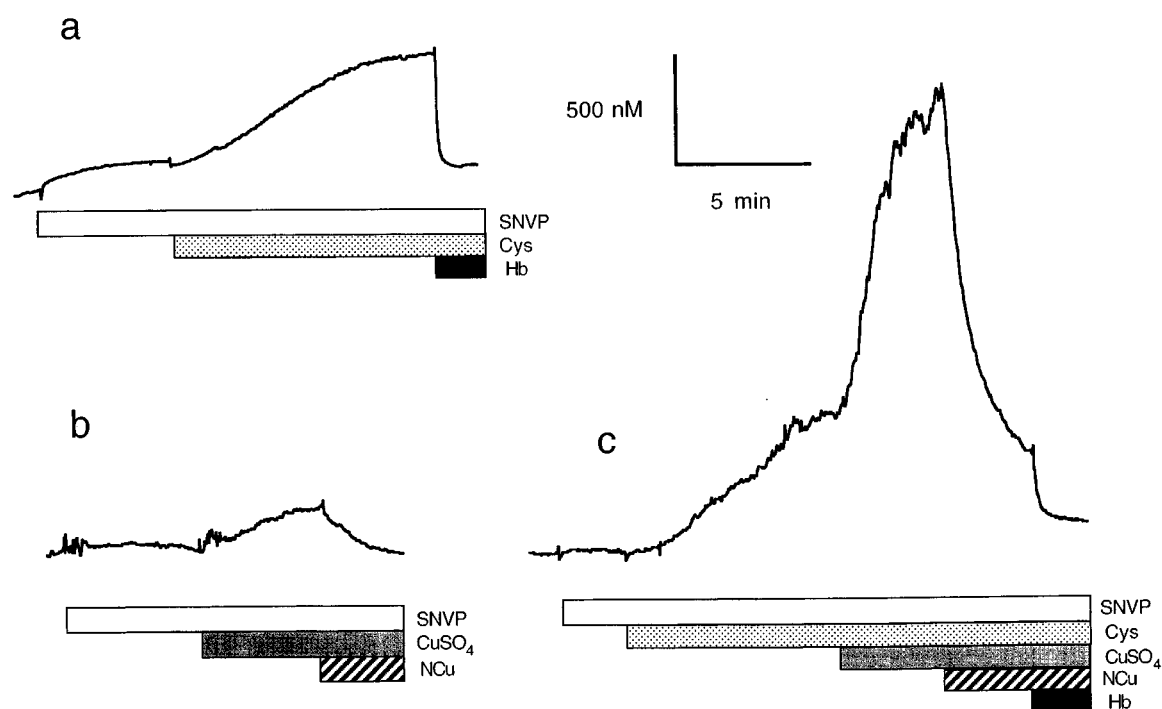 a
SNVP
Cys
Hb
500 nM
5 min
b
SNVP
CuSO₄
NCu
c
SNVP
Cys
CuSO₄
NCu
Hb